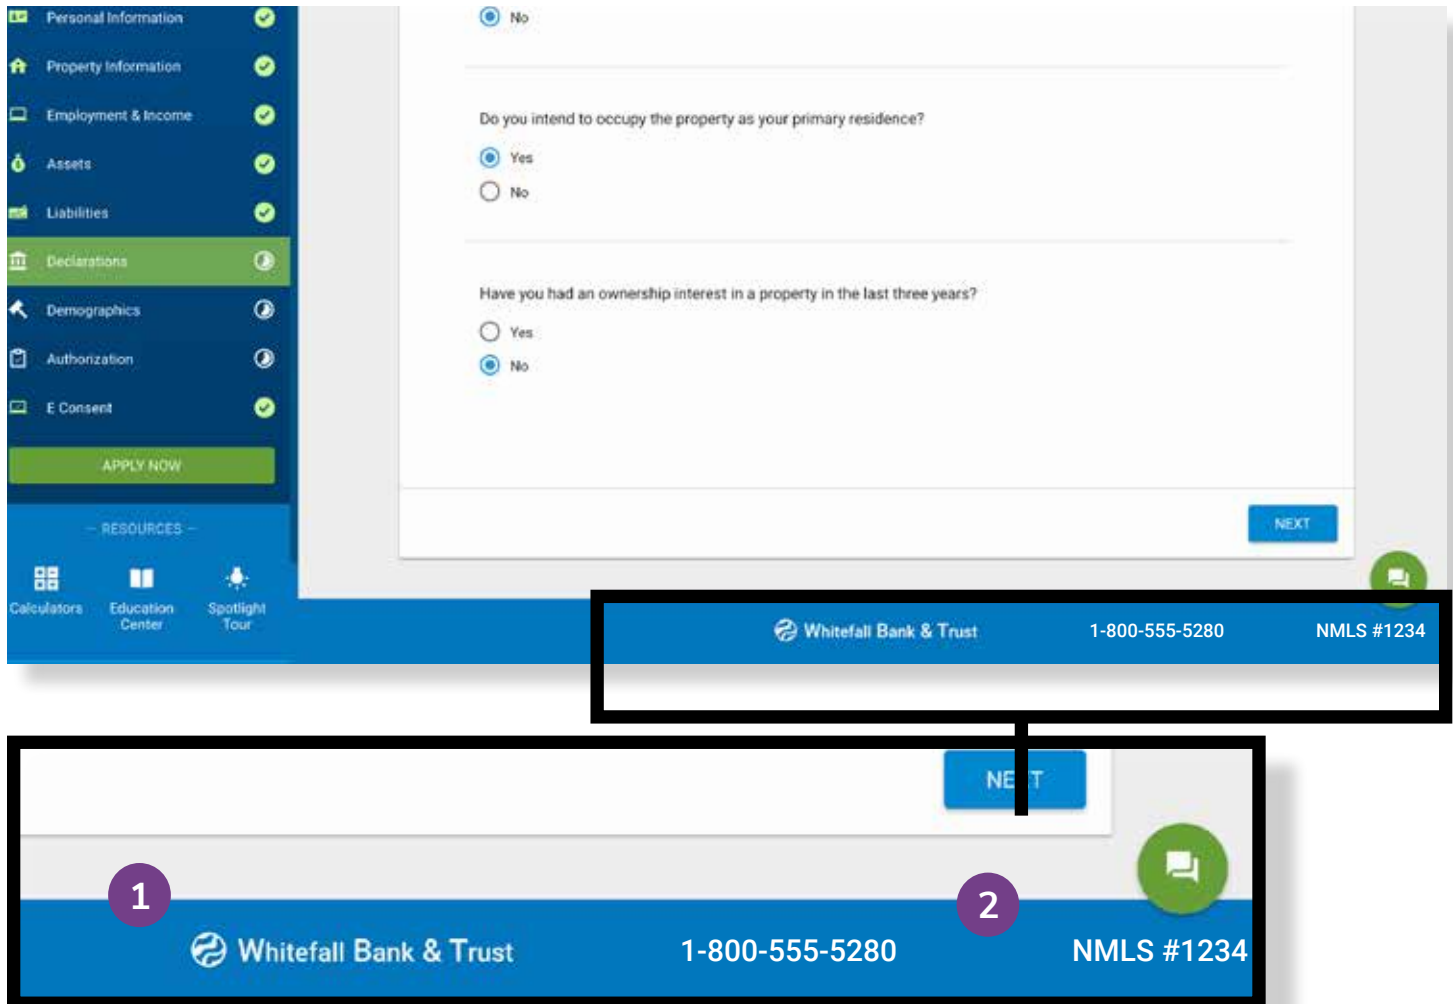 Personal Information
Property Information
Employment & Income
Assets
Liabilities
Declarations
Demographics
Authorization
E Consent
APPLY NOW
– RESOURCES –
Calculators
Education Center
Spotlight Tour
No
Do you intend to occupy the property as your primary residence?
Yes
No
Have you had an ownership interest in a property in the last three years?
Yes
No
NEXT
Whitefall Bank & Trust 1-800-555-5280 NMLS #1234
NEXT
1
2
Whitefall Bank & Trust 1-800-555-5280 NMLS #1234